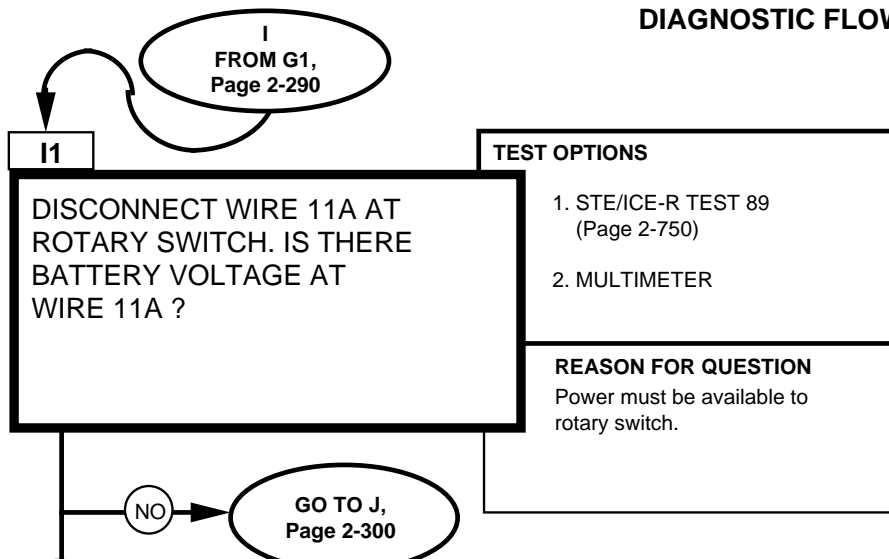 DIAGNOSTIC FLOW
I
FROM G1,
Page 2-290
I1
DISCONNECT WIRE 11A AT
ROTARY SWITCH. IS THERE
BATTERY VOLTAGE AT
WIRE 11A ?
TEST OPTIONS
1. STE/ICE-R TEST 89
(Page 2-750)
2. MULTIMETER
REASON FOR QUESTION
Power must be available to
rotary switch.
NO
GO TO J,
Page 2-300